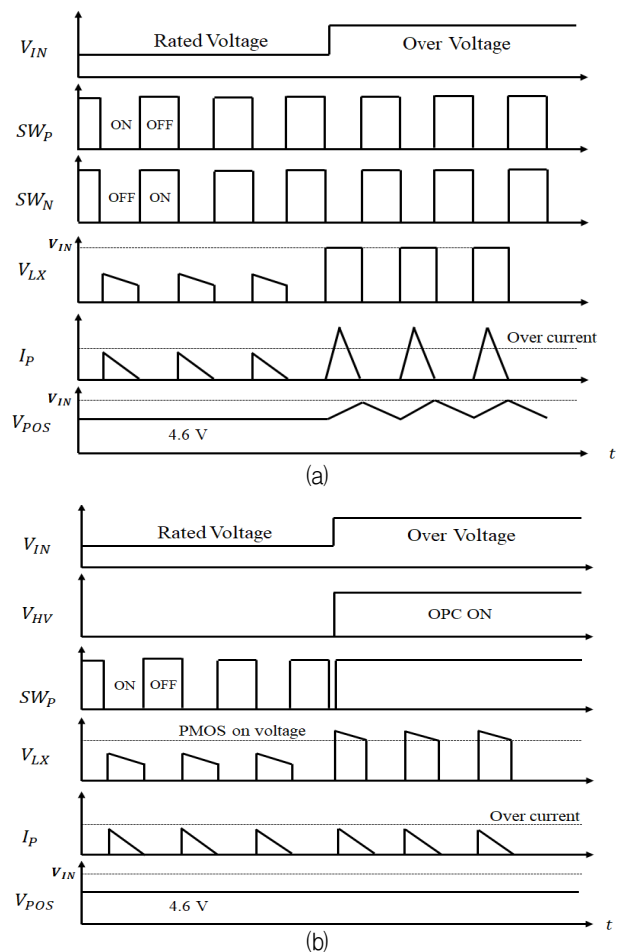 V_IN Rated Voltage Over Voltage
SW_P ON OFF
SW_N OFF ON
V_IN
V_LX
I_P Over current
V_IN
V_POS 4.6 V t
(a)
V_IN Rated Voltage Over Voltage
V_HV OPC ON
SW_P ON OFF
PMOS on voltage
V_LX
Over current
I_P
V_IN
V_POS 4.6 V t
(b)